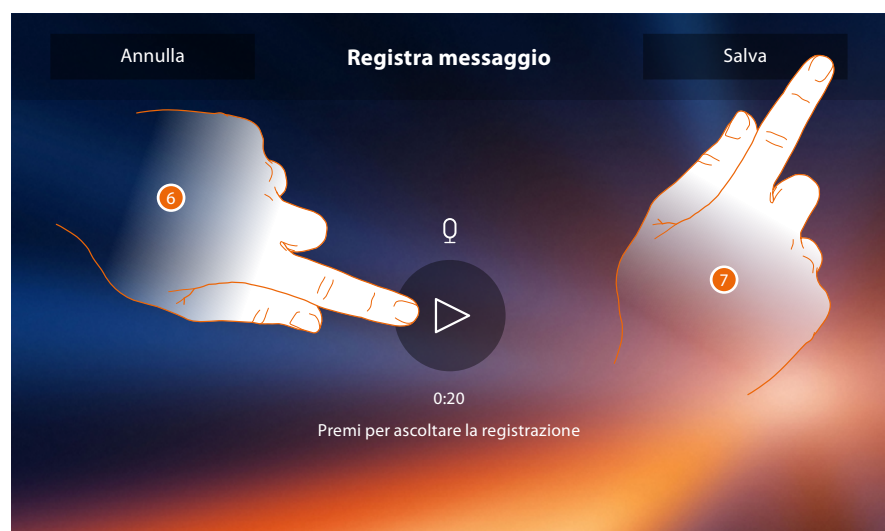 Annulla
Registra messaggio
Salva
6
7
0:20
Premi per ascoltare la registrazione